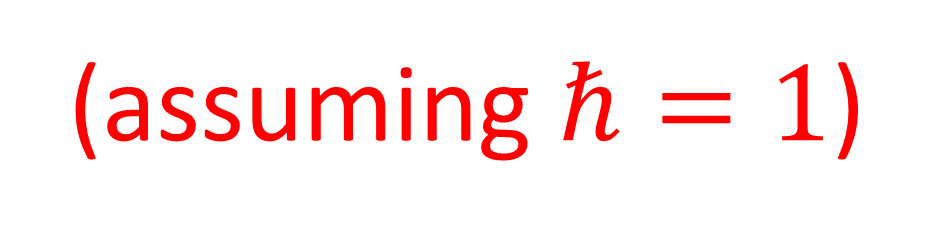 (assuming ℏ = 1)